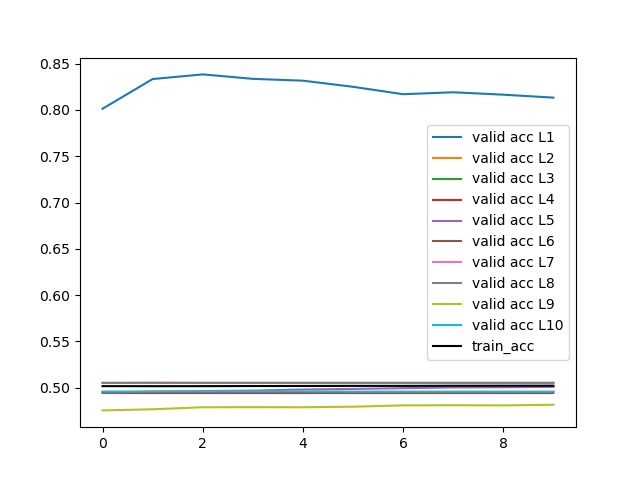 0.85
0.80
0.75
0.70
0.65
0.60
0.55
0.50
0
2
4
6
8
valid acc L1
valid acc L2
valid acc L3
valid acc L4
valid acc L5
valid acc L6
valid acc L7
valid acc L8
valid acc L9
valid acc L10
train_acc